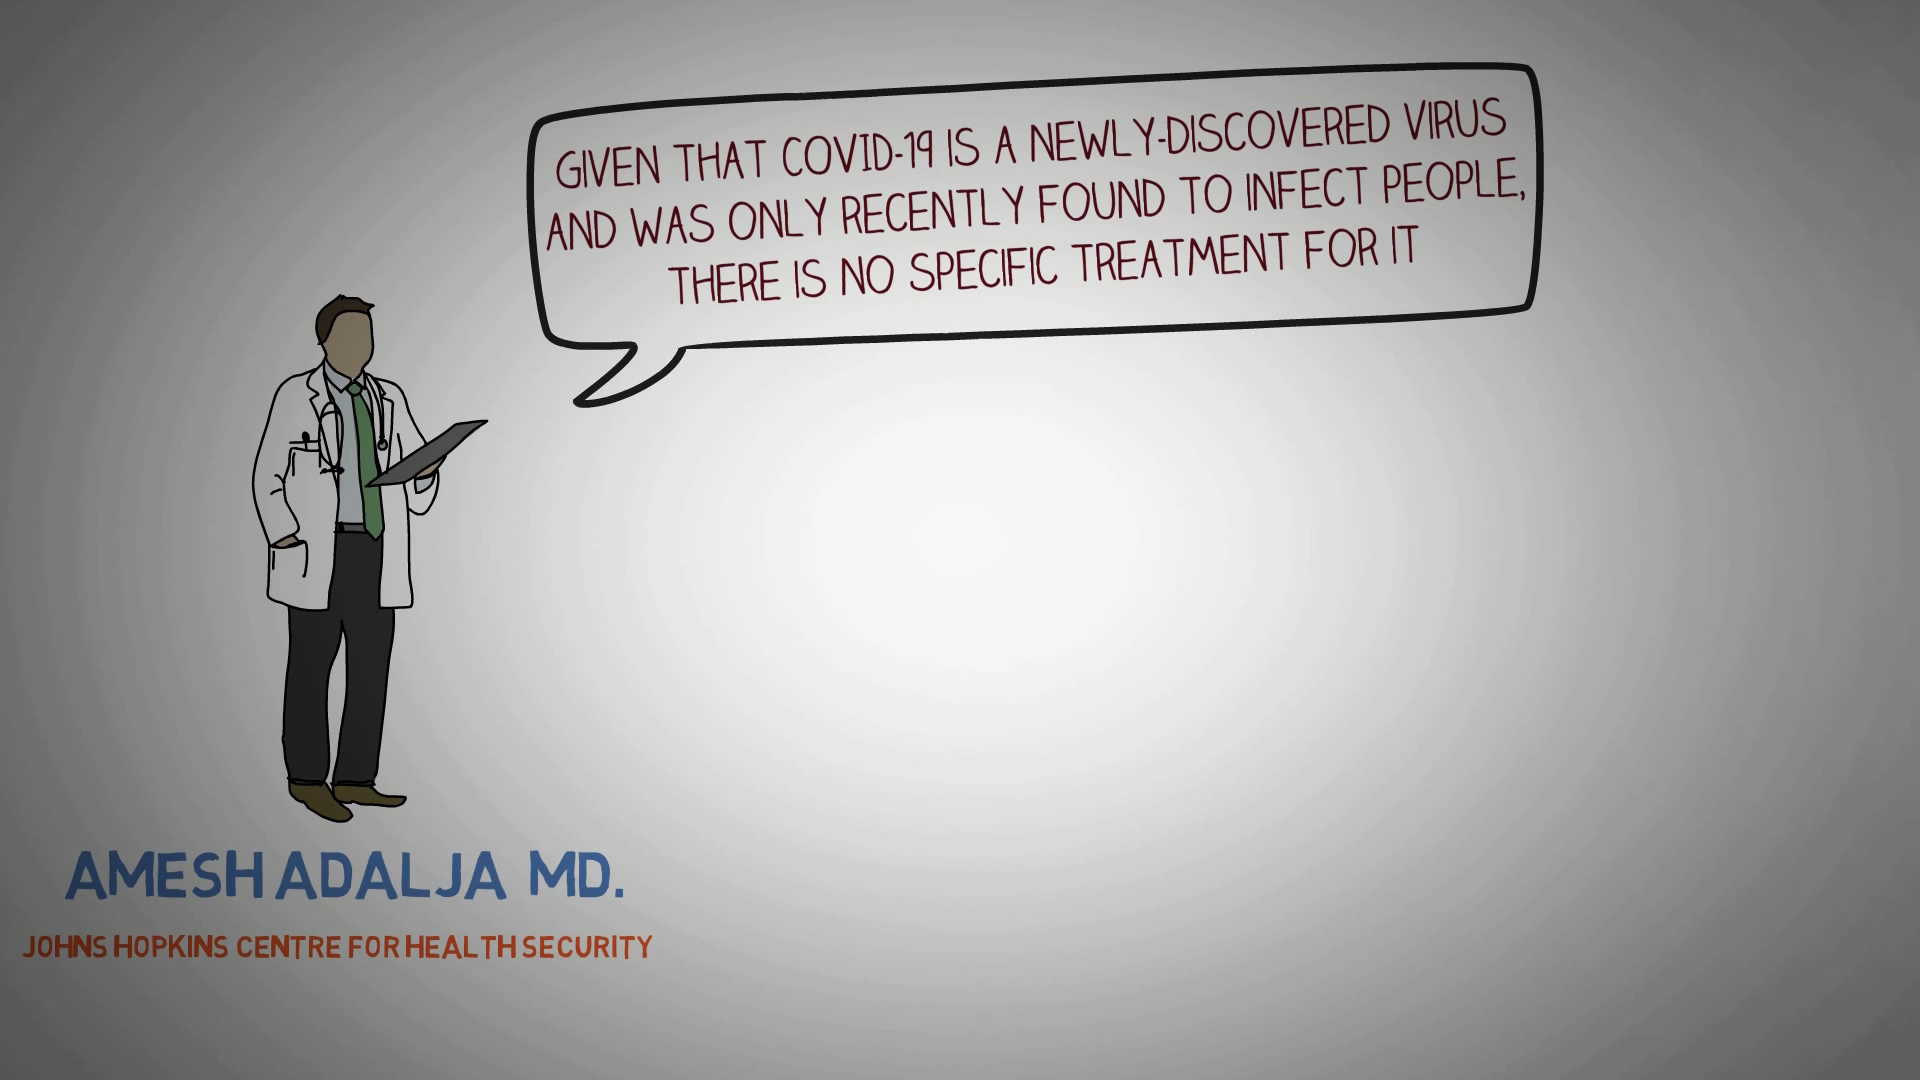 GIVEN THAT COVID-19 IS A NEWLY-DISCOVERED VIRUS
AND WAS ONLY RECENTLY FOUND TO INFECT PEOPLE,
THERE IS NO SPECIFIC TREATMENT FOR IT
AMESH ADALJA MD.
JOHNS HOPKINS CENTRE FOR HEALTH SECURITY